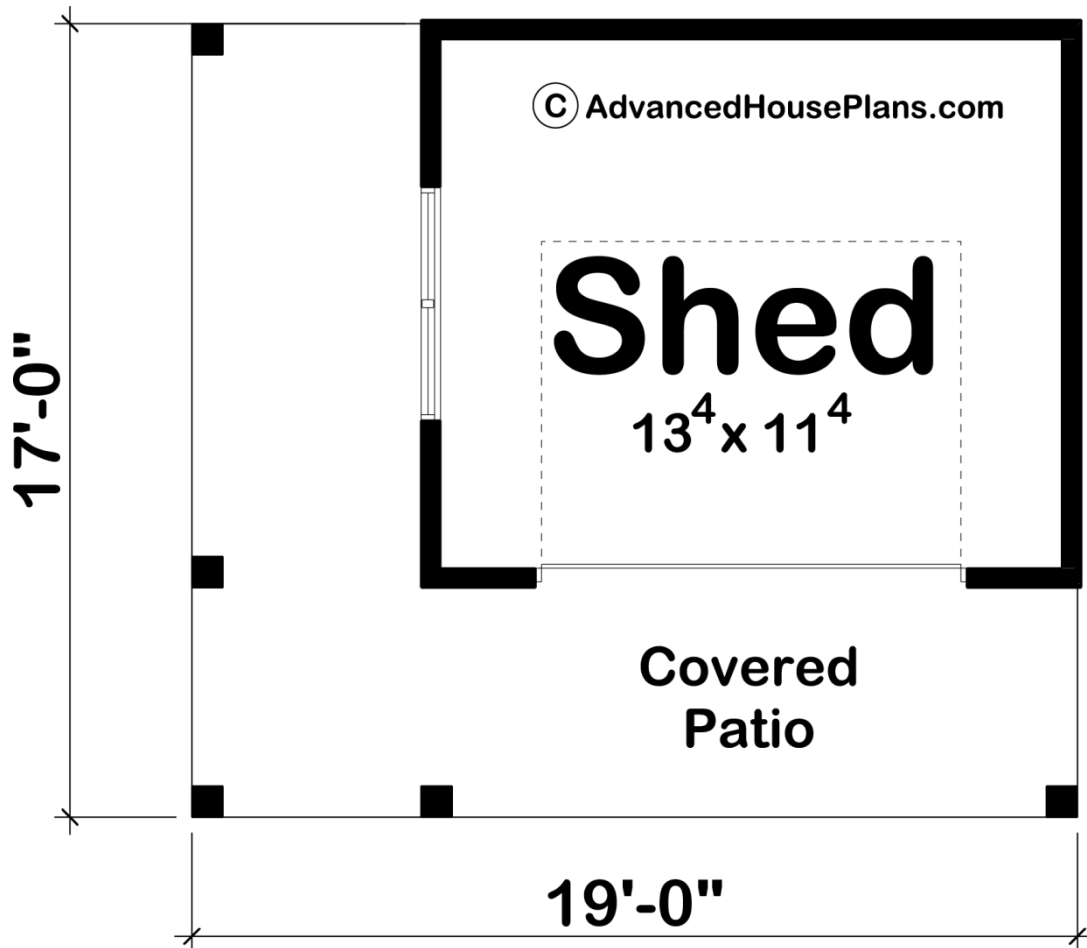 © AdvancedHousePlans.com
Shed
13⁴ x 11⁴
17'-0"
Covered
Patio
19'-0"